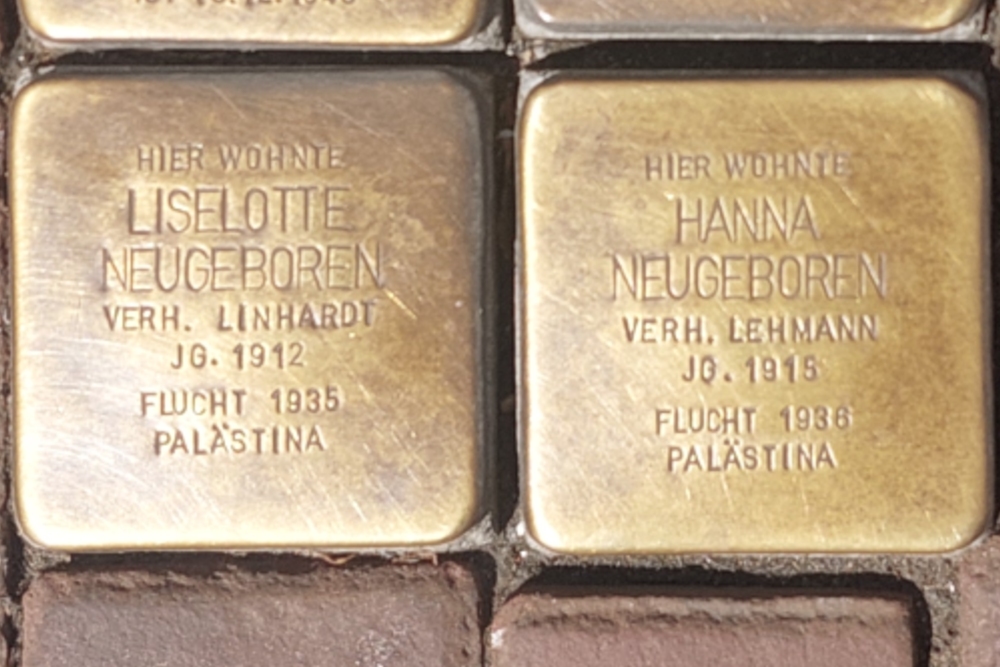 HIER WOHNTE
LISELOTTE
NEUGEBOREN
VERH. LINHARDT
JG. 1912
FLUCHT 1935
PALÄSTINA
HIER WOHNTE
HANNA
NEUGEBOREN
VERH. LEHMANN
JG. 1915
FLUCHT 1936
PALÄSTINA